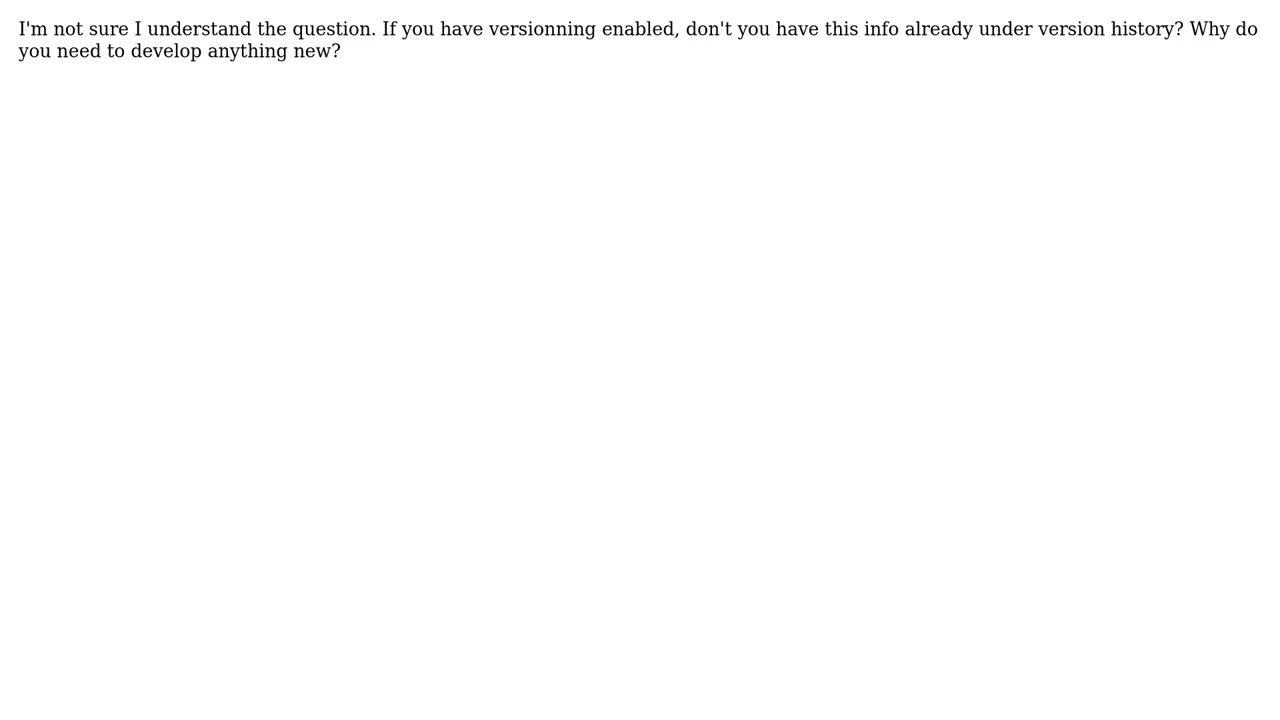 I'm not sure I understand the question. If you have versionning enabled, don't you have this info already under version history? Why do
you need to develop anything new?